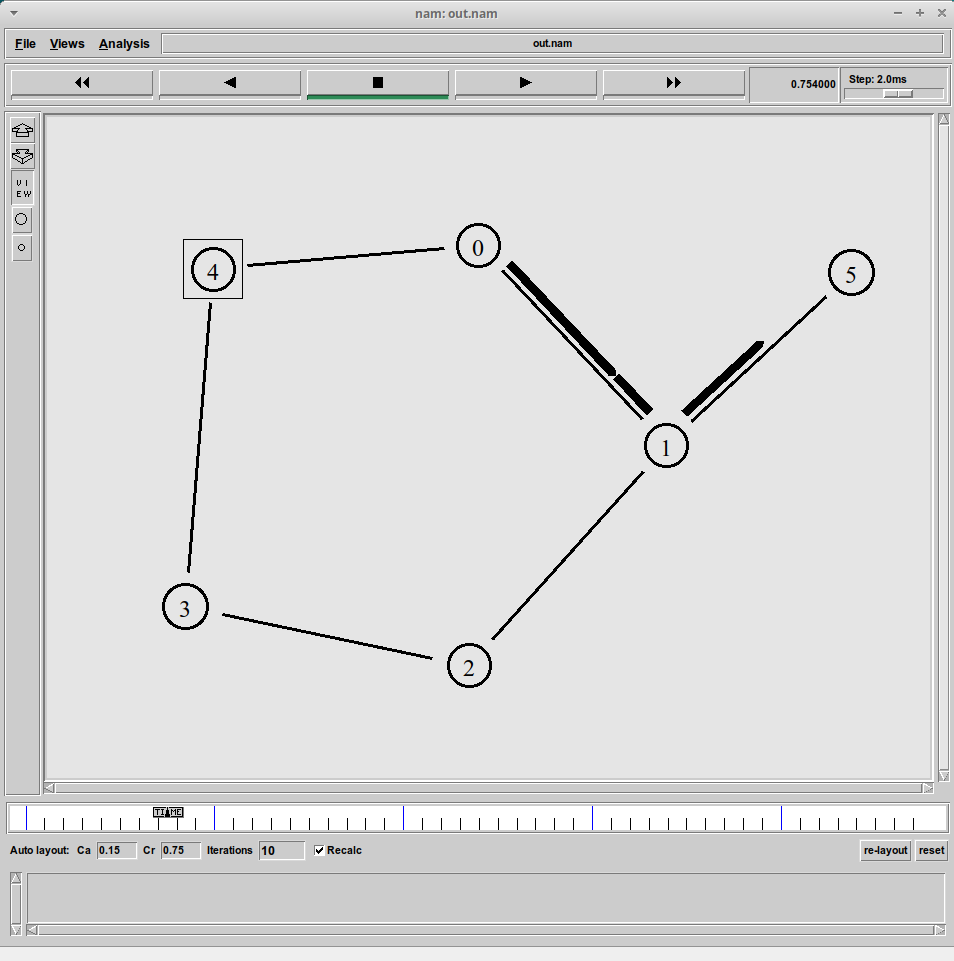 nam: out.nam
File Views Analysis out.nam
0.754000 Step: 2.0ms
V I
E W
4
0
5
1
3
2
TIME
Auto layout: Ca 0.15 Cr 0.75 Iterations 10 Recalc re-layout reset